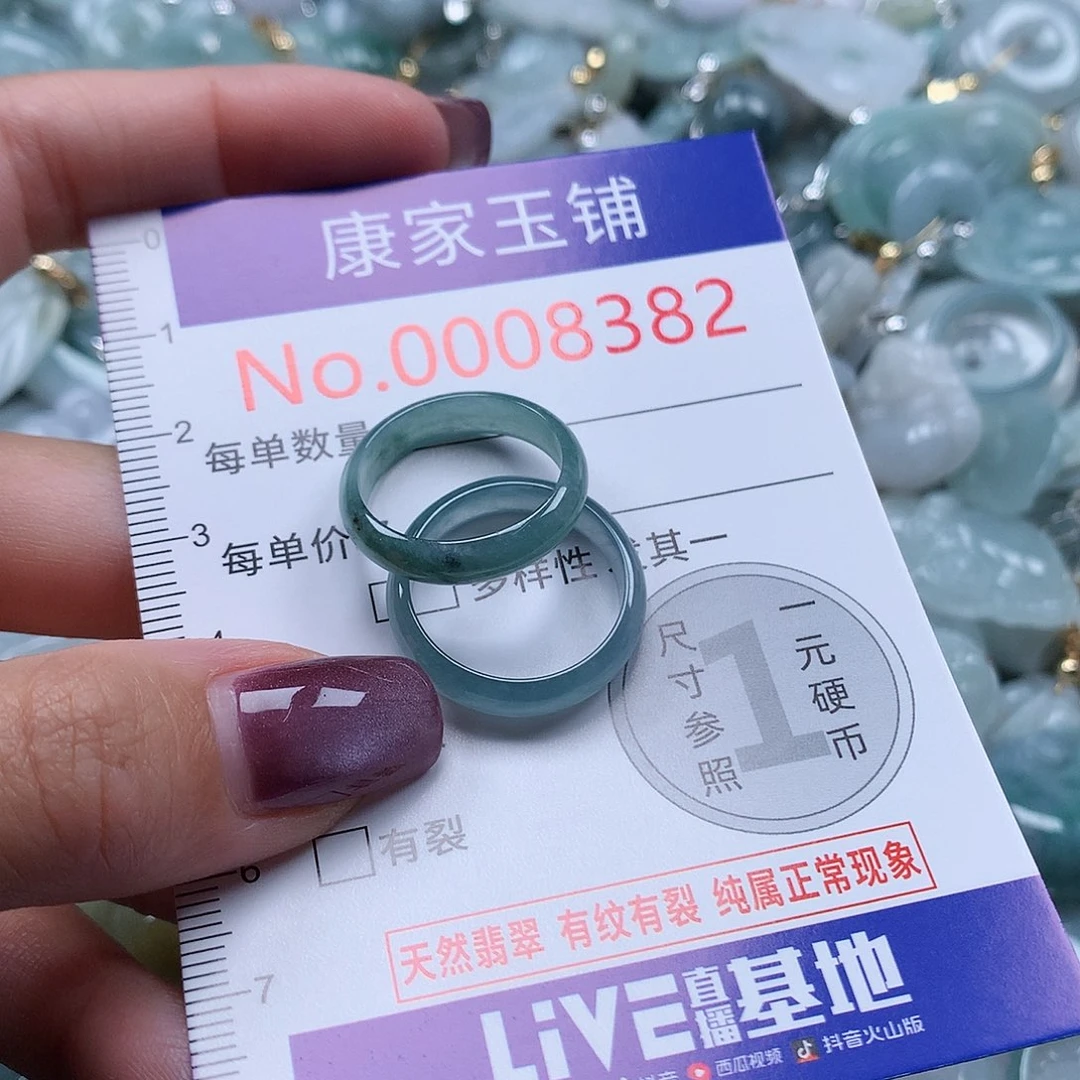 康家玉铺
No.0008382
0
1
2
3
6
7
每单数量
每单价
多样性 其一
尺寸参照
1
一元硬币
有裂
天然翡翠 有纹有裂 纯属正常现象
LiVE直播基地
抖音 西瓜视频 抖音火山版